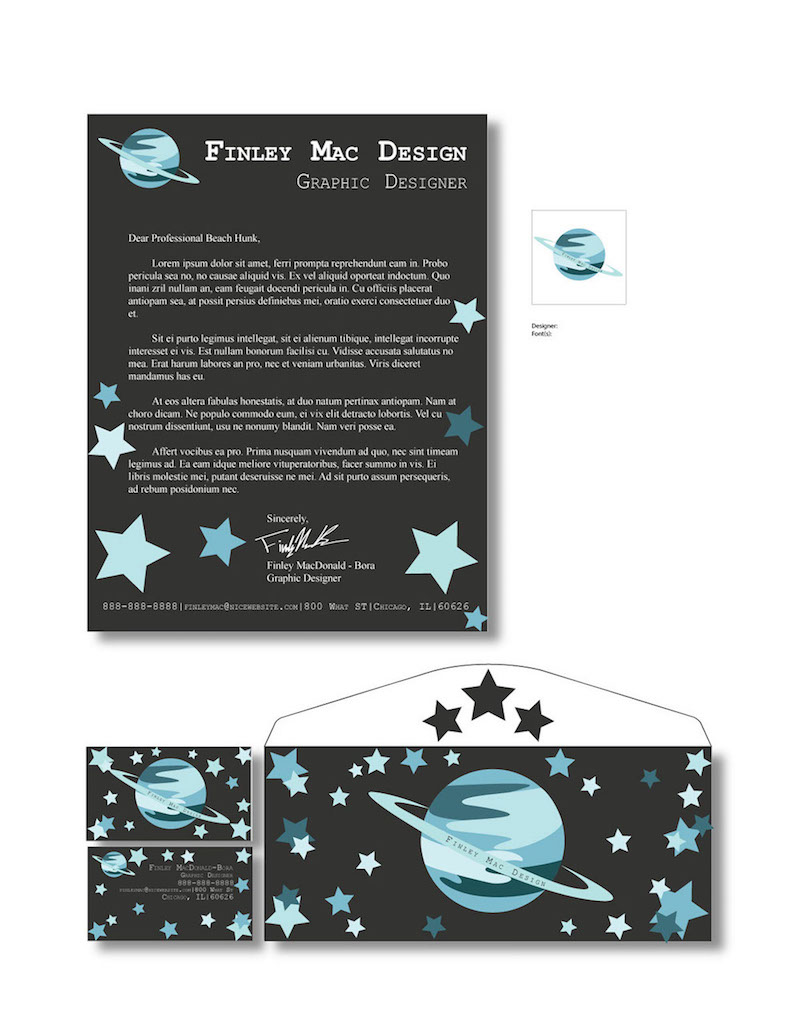 Finley Mac Design
Graphic Designer
Dear Professional Beach Hunk,
Lorem ipsum dolor sit amet, ferri prompta reprehendunt eam in. Probo
pericula sea no, no causae aliquid vis. Ex vel aliquid oporteat indoctum. Quo
inani zril nullam an, eam feugait docendi pericula in. Cu officiis placerat
antiopam sea, at possit persius definiebas mei, oratio exerci consectetuer duo
et.
Sit ei purto legimus intellegat, sit ei alienum tibique, intellegat incorrupte
interesset ei vis. Est nullam bonorum facilisi cu. Vidisse accusata salutatus no
mea. Erat harum labores an pro, nec et veniam urbanitas. Viris diceret
mandamus has eu.
At eos altera fabulas honestatis, at duo natum pertinax antiopam. Nam at
choro dicam. Ne populo commodo eum, ei vix elit detracto lobortis. Vel cu
nostrum dissentiunt, usu ne nonumy blandit. Nam veri posse ea.
Affert vocibus ea pro. Prima nusquam vivendum ad quo, nec sint timeam
legimus ad. Ea eam idque meliore vituperatoribus, facer summo in vis. Ei
libris molestie mei, putant deseruisse ne mei. Ad sit purto assum persequeris,
ad rebum posidonium nec.
Sincerely,
Finley MacDonald - Bora
Graphic Designer
888-888-8888|finleymac@nicewebsite.com|800 What ST|Chicago, IL|60626
Designer:
Font(s):
Finley Mac Design
Finley MacDonald-Bora
Graphic Designer
888-888-8888
finleymac@nicewebsite.com|800 What St
Chicago, IL|60626
Finley Mac Design